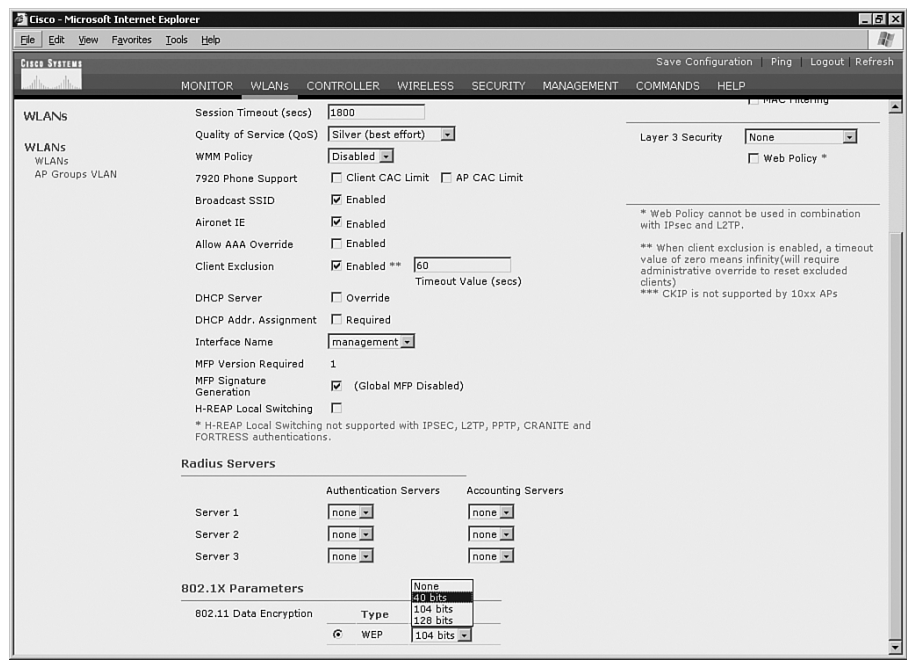 Cisco - Microsoft Internet Explorer
File Edit View Favorites Tools Help
CISCO SYSTEMS
Save Configuration | Ping | Logout | Refresh
MONITOR WLANs CONTROLLER WIRELESS SECURITY MANAGEMENT COMMANDS HELP
WLANs
WLANs
WLANs
AP Groups VLAN
Session Timeout (secs) 1800
Quality of Service (QoS) Silver (best effort)
WMM Policy Disabled
7920 Phone Support Client CAC Limit AP CAC Limit
Broadcast SSID Enabled
Aironet IE Enabled
Allow AAA Override Enabled
Client Exclusion Enabled ** 60
Timeout Value (secs)
DHCP Server Override
DHCP Addr. Assignment Required
Interface Name management
MFP Version Required 1
MFP Signature
Generation (Global MFP Disabled)
H-REAP Local Switching
* H-REAP Local Switching not supported with IPSEC, L2TP, PPTP, CRANITE and
FORTRESS authentications.
MAC Filtering
Layer 3 Security None
Web Policy *
* Web Policy cannot be used in combination
with IPsec and L2TP.
** When client exclusion is enabled, a timeout
value of zero means infinity(will require
administrative override to reset excluded
clients)
*** CKIP is not supported by 10xx APs
Radius Servers
Authentication Servers Accounting Servers
Server 1 none none
Server 2 none none
Server 3 none none
802.1X Parameters
802.11 Data Encryption Type
None
40 bits
104 bits
128 bits
WEP 104 bits